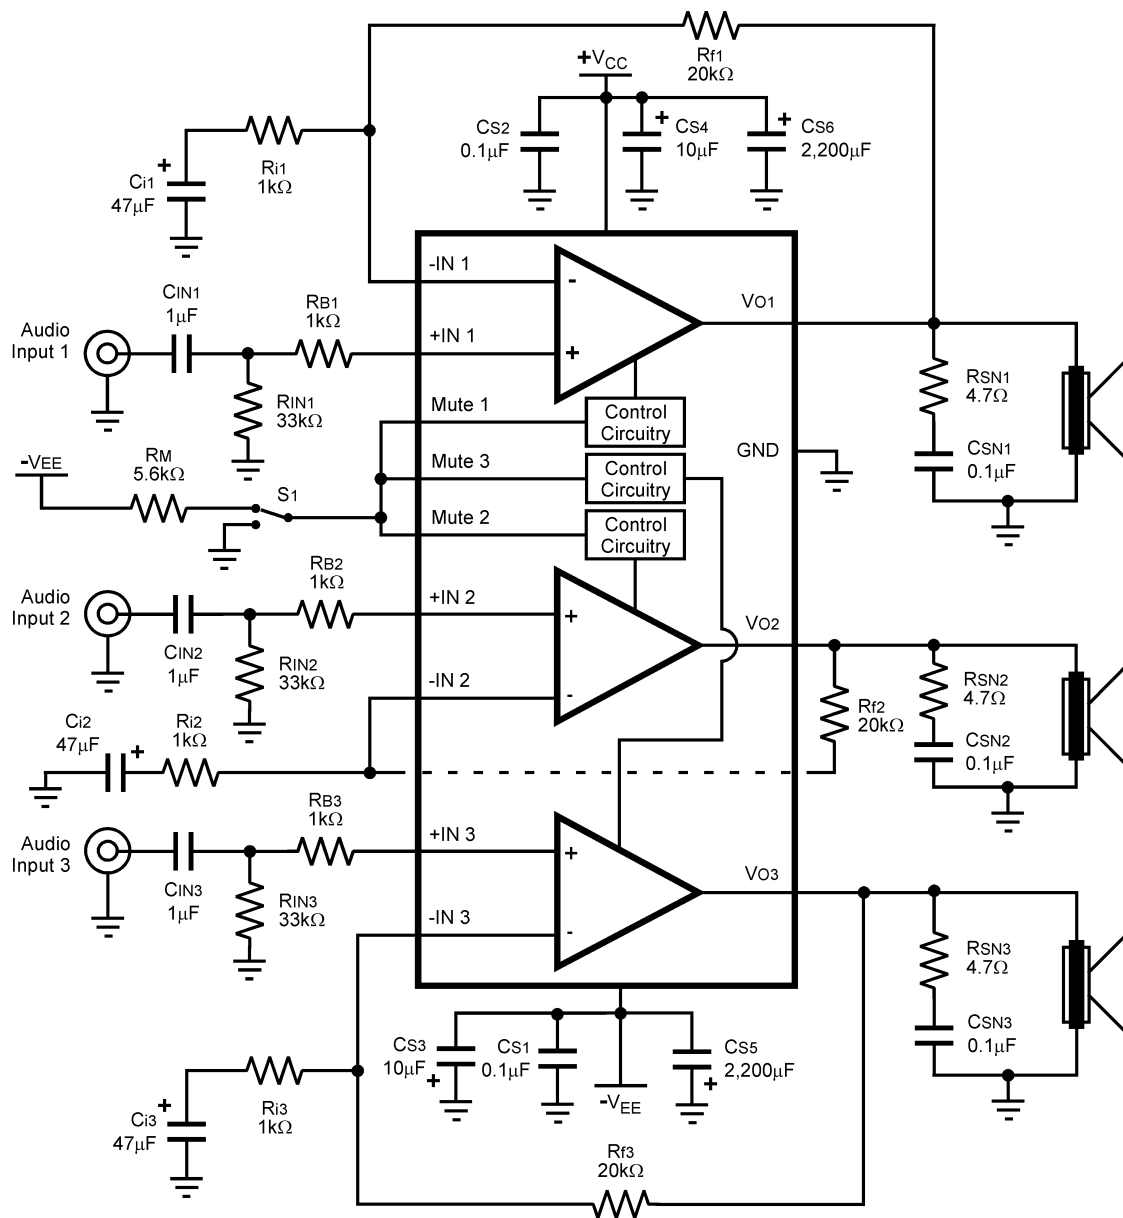 Rf1
20kΩ
+VCC
CS2
0.1µF
+
CS4
10µF
+
CS6
2,200µF
+
Ci1
47µF
Ri1
1kΩ
-IN 1
-
VO1
CIN1
1µF
RB1
1kΩ
Audio
Input 1
+IN 1
+
RIN1
33kΩ
Mute 1
Control
Circuitry
RSN1
4.7Ω
CSN1
0.1µF
GND
-VEE
RM
5.6kΩ
S1
Mute 3
Control
Circuitry
Mute 2
Control
Circuitry
RB2
1kΩ
Audio
Input 2
+IN 2
+
VO2
CIN2
1µF
RIN2
33kΩ
-IN 2
-
Rf2
20kΩ
RSN2
4.7Ω
CSN2
0.1µF
Ci2
47µF
+
Ri2
1kΩ
RB3
1kΩ
Audio
Input 3
+IN 3
+
VO3
CIN3
1µF
RIN3
33kΩ
-IN 3
-
RSN3
4.7Ω
CSN3
0.1µF
CS3
10µF
+
CS1
0.1µF
CS5
2,200µF
+
-VEE
+
Ci3
47µF
Ri3
1kΩ
Rf3
20kΩ